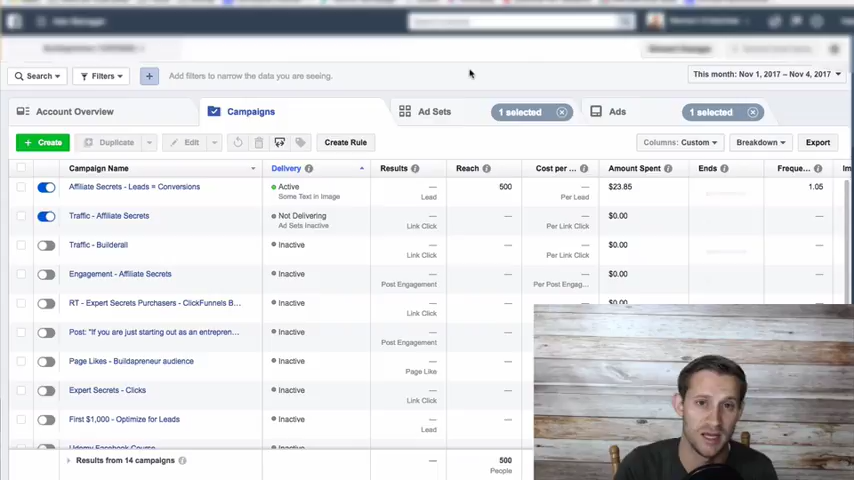 Search Filters + Add filters to narrow the data you are seeing. This month: Nov 1, 2017 – Nov 4, 2017
Account Overview Campaigns Ad Sets 1 selected Ads 1 selected
+ Create Duplicate Edit Create Rule Columns: Custom Breakdown Export
Campaign Name Delivery Results Reach Cost per ... Amount Spent Ends Freque... Im
Affiliate Secrets - Leads = Conversions Active — 500 — $23.85 1.05
Some Text in Image Lead Per Lead
Traffic - Affiliate Secrets Not Delivering — — — $0.00 —
Ad Sets Inactive Link Click Per Link Click
Traffic - Builderall Inactive — — — $0.00 —
Link Click Per Link Click
Engagement - Affiliate Secrets Inactive — — — $0.00 —
Post Engagement Per Post Engag...
RT - Expert Secrets Purchasers - ClickFunnels B... Inactive — — — $0.00
Link Click
Post: "If you are just starting out as an entrepren... Inactive — —
Post Engagement
Page Likes - Buildapreneur audience Inactive — —
Page Like
Expert Secrets - Clicks Inactive — —
Link Click
First $1,000 - Optimize for Leads Inactive — —
Lead
Udemy Facebook Course
Results from 14 campaigns — 500
People